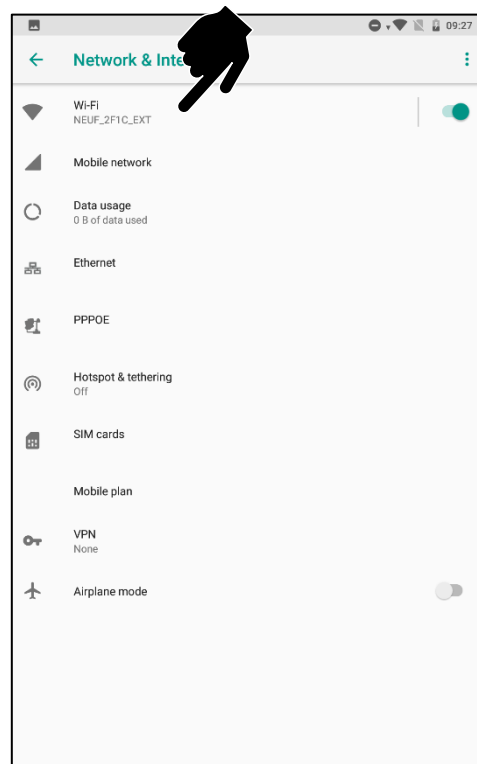 09:27
Network & Inte
Wi-Fi
NEUF_2F1C_EXT
Mobile network
Data usage
0 B of data used
Ethernet
PPPOE
Hotspot & tethering
Off
SIM cards
Mobile plan
VPN
None
Airplane mode